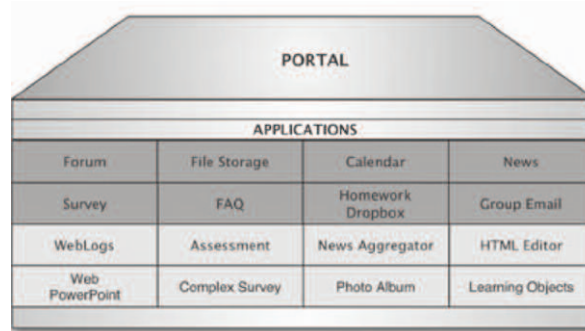 PORTAL
APPLICATIONS
Forum File Storage Calendar News
Survey FAQ Homework Dropbox Group Email
WebLogs Assessment News Aggregator HTML Editor
Web PowerPoint Complex Survey Photo Album Learning Objects